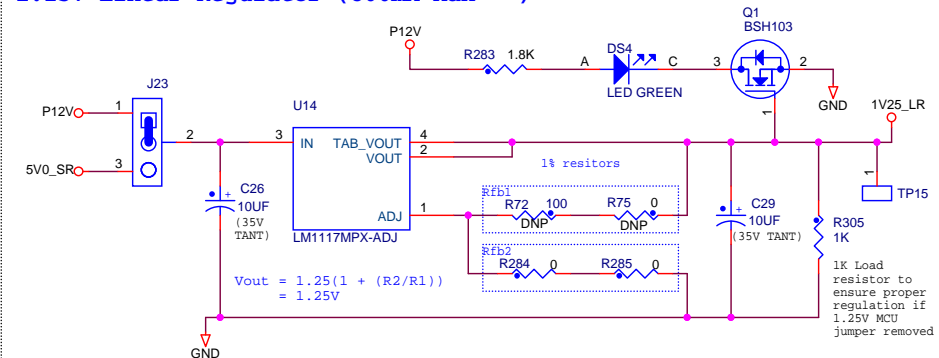 Q1
BSH103
P12V
R283 1.8K
DS4
A C
3 2
LED GREEN
GND
1
J23
P12V 1
2
5V0_SR 3
U14
3 IN TAB_VOUT 4
VOUT 2
ADJ 1
LM1117MPX-ADJ
1V25_LR
1
TP15
1% resitors
Rfb1
R72 100 R75 0
DNP DNP
Rfb2
R284 0 R285 0
C26
+
10UF
(35V
TANT)
C29
+
10UF
(35V TANT)
R305
1K
Vout = 1.25(1 + (R2/R1))
= 1.25V
1K Load
resistor to
ensure proper
regulation if
1.25V MCU
jumper removed
GND